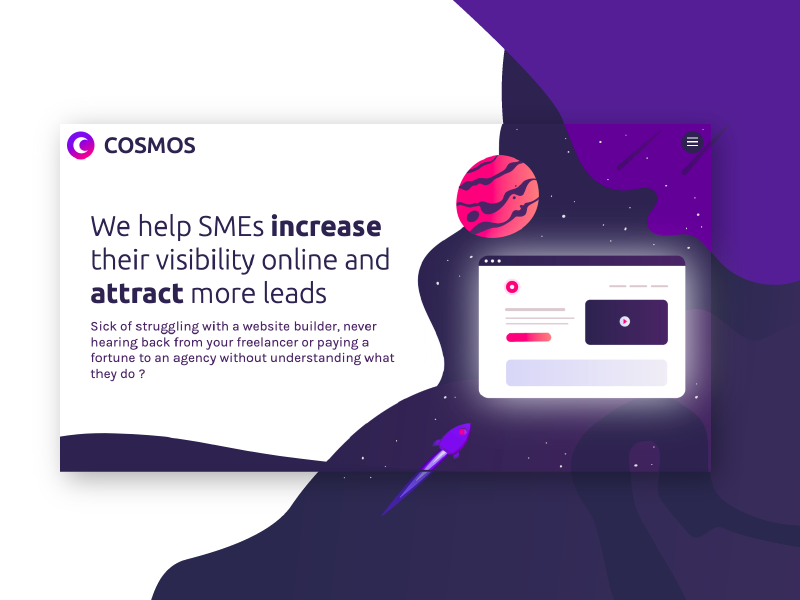 COSMOS
We help SMEs increase
their visibility online and
attract more leads
Sick of struggling with a website builder, never
hearing back from your freelancer or paying a
fortune to an agency without understanding what
they do ?